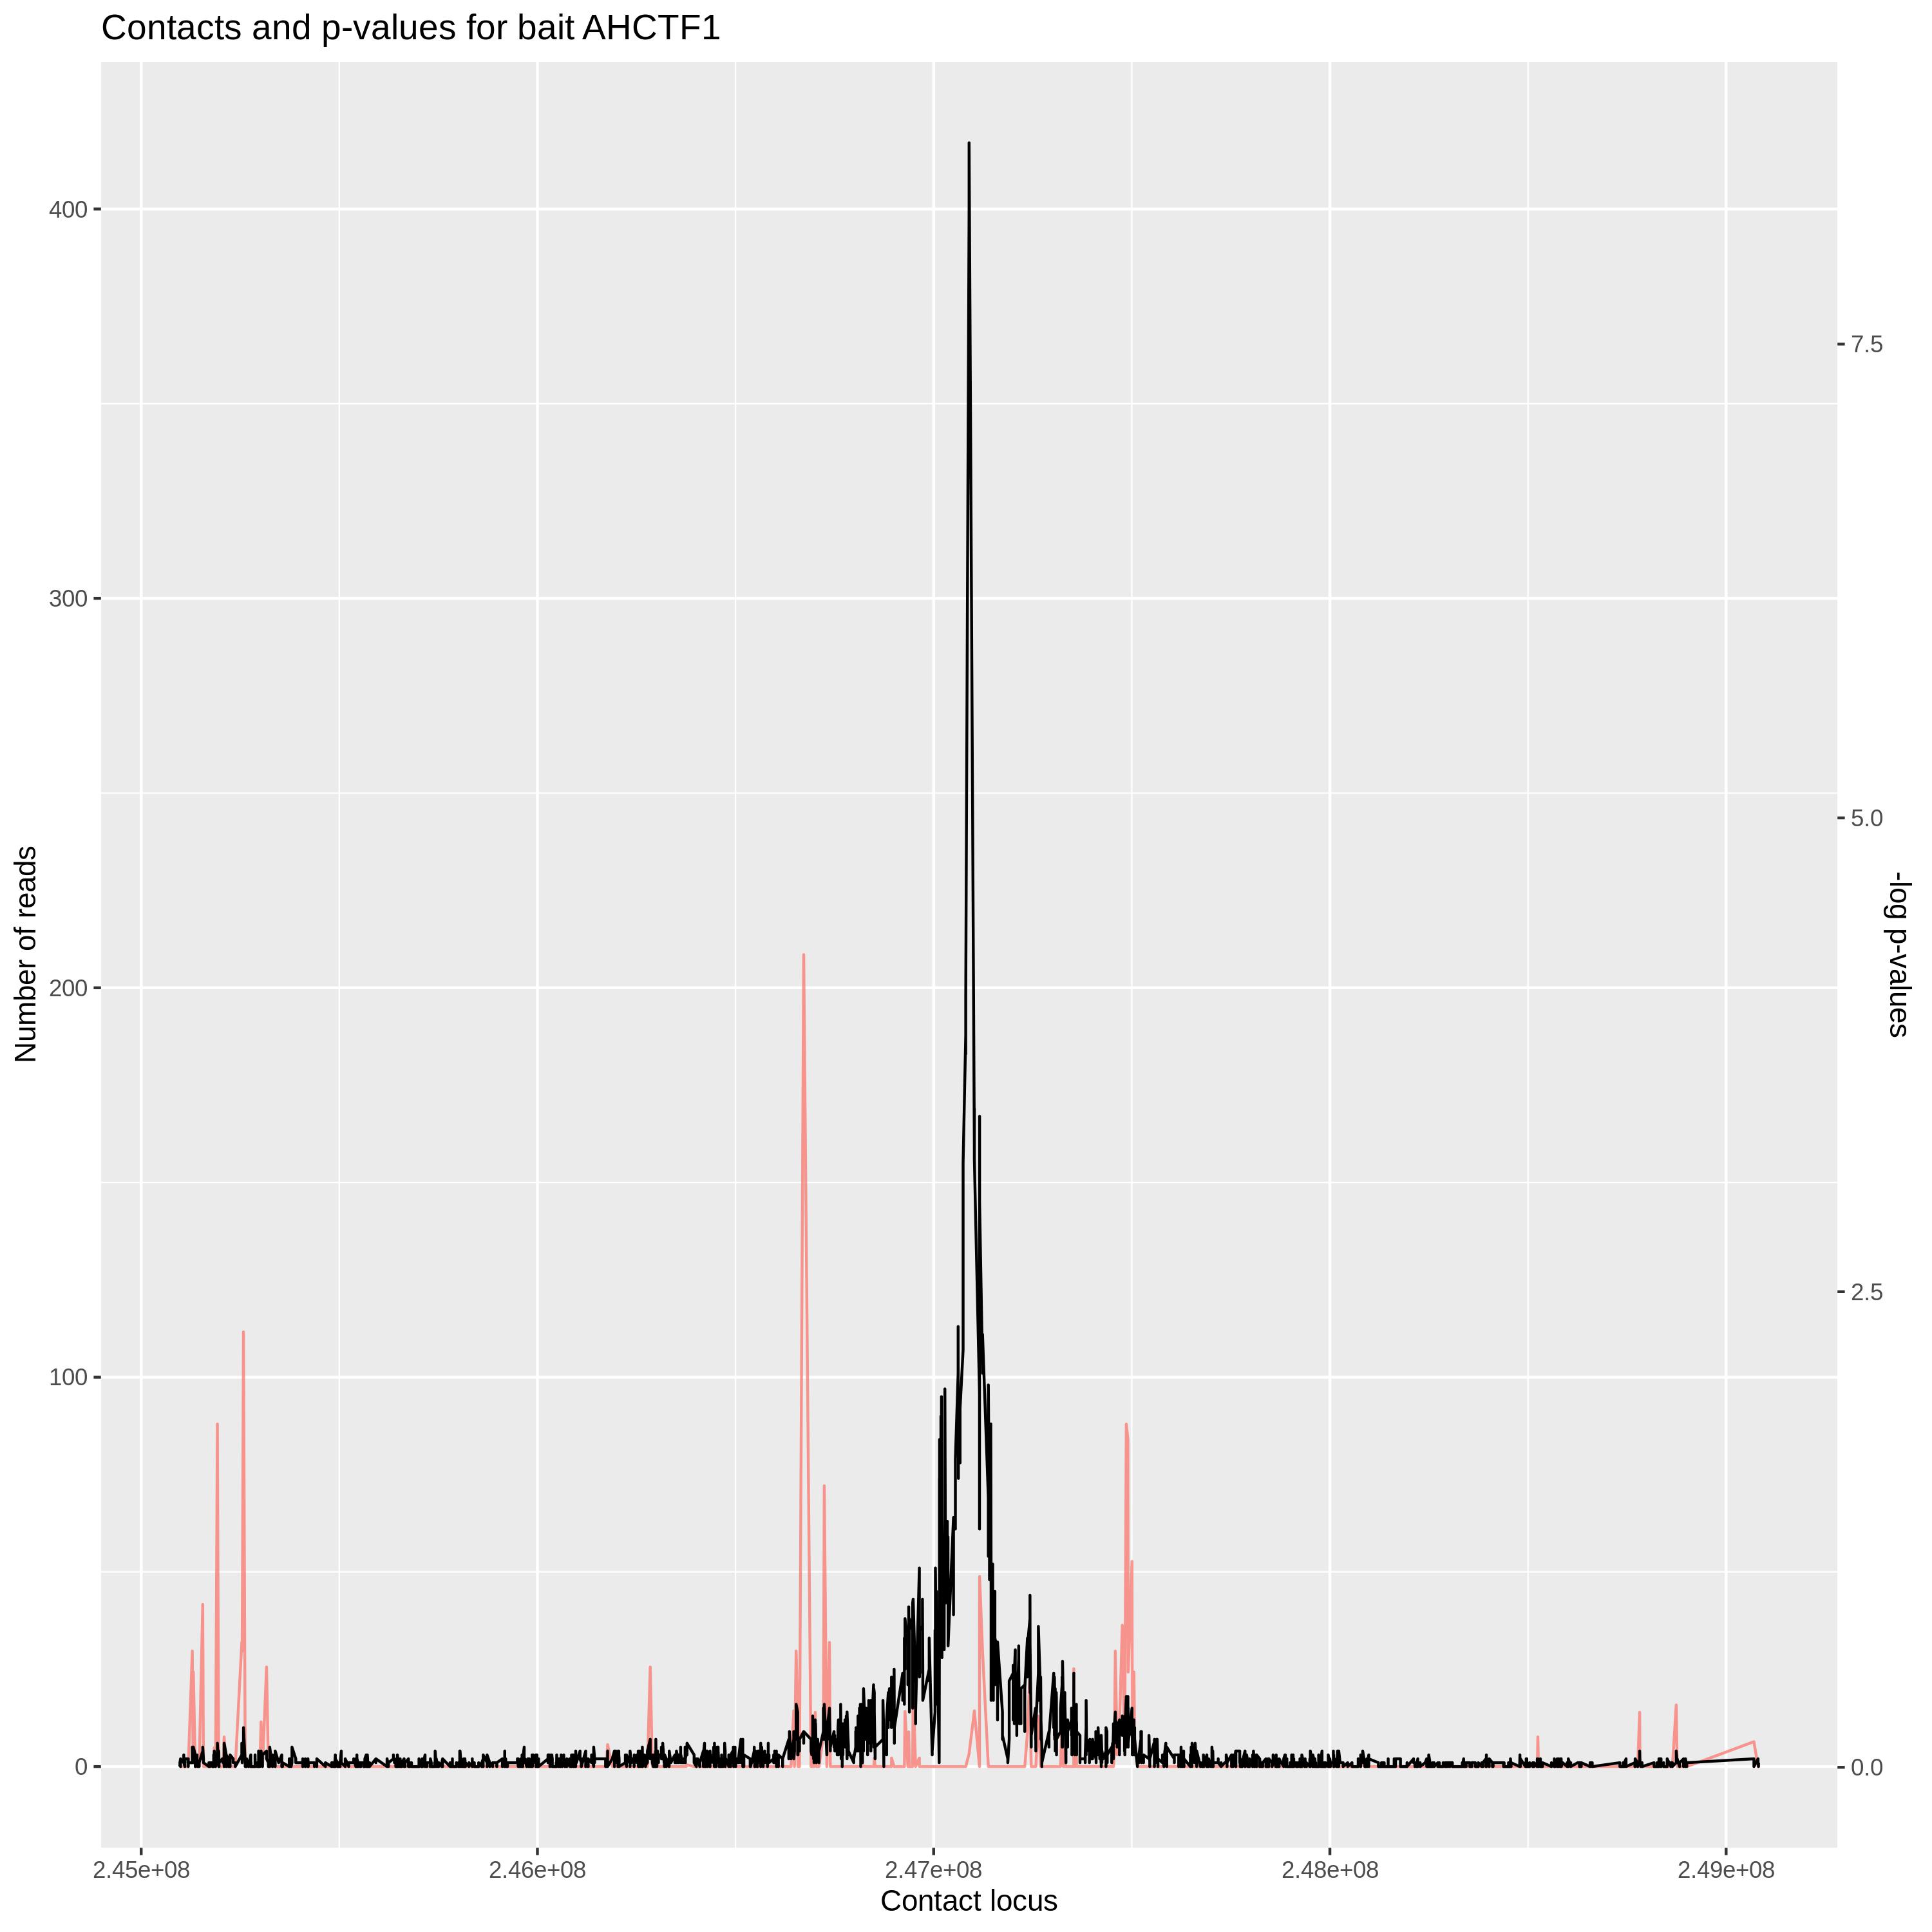 Contacts and p-values for bait AHCTF1
400
300
200
100
0
Number of reads
7.5
5.0
2.5
0.0
-log p-values
2.45e+08
2.46e+08
2.47e+08
2.48e+08
2.49e+08
Contact locus